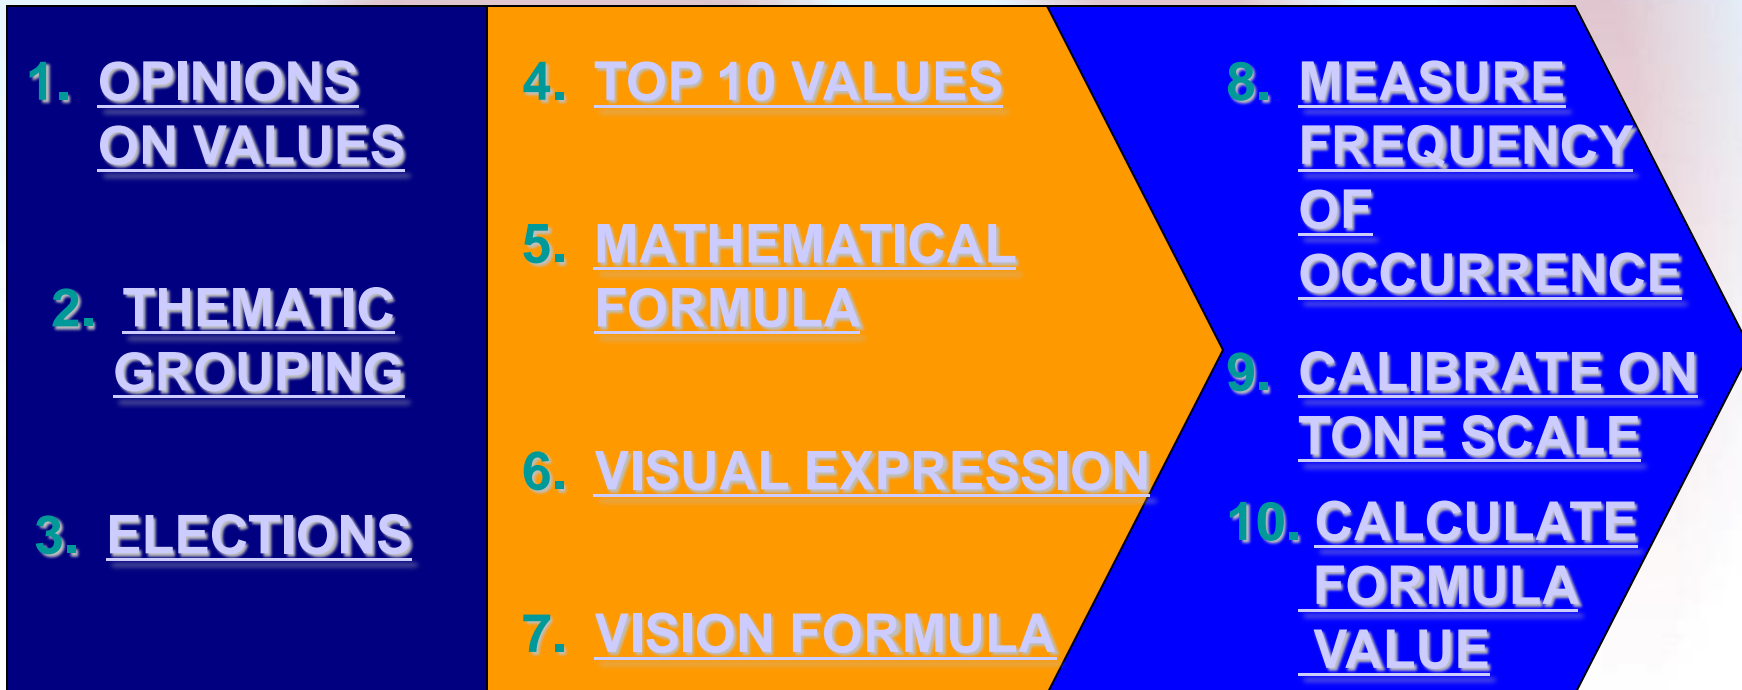 1. OPINIONS
ON VALUES
2. THEMATIC
GROUPING
3. ELECTIONS
4. TOP 10 VALUES
5. MATHEMATICAL
FORMULA
6. VISUAL EXPRESSION
7. VISION FORMULA
8. MEASURE
FREQUENCY
OF
OCCURRENCE
9. CALIBRATE ON
TONE SCALE
10. CALCULATE
FORMULA
VALUE